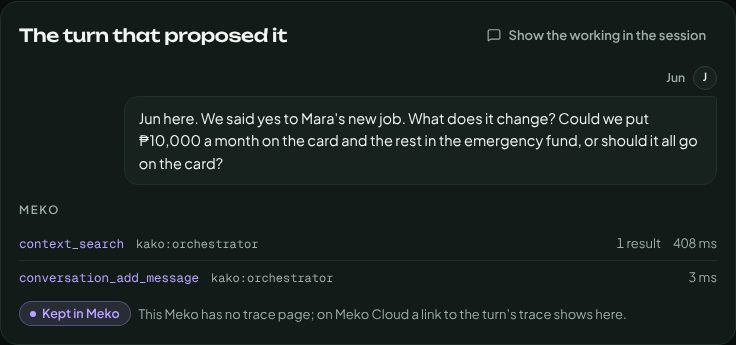 The turn that proposed it
Show the working in the session
Jun
J
Jun here. We said yes to Mara's new job. What does it change? Could we put
₱10,000 a month on the card and the rest in the emergency fund, or should it all go
on the card?
MEKO
context_search kako:orchestrator 1 result 408 ms
conversation_add_message kako:orchestrator 3 ms
Kept in Meko This Meko has no trace page; on Meko Cloud a link to the turn's trace shows here.